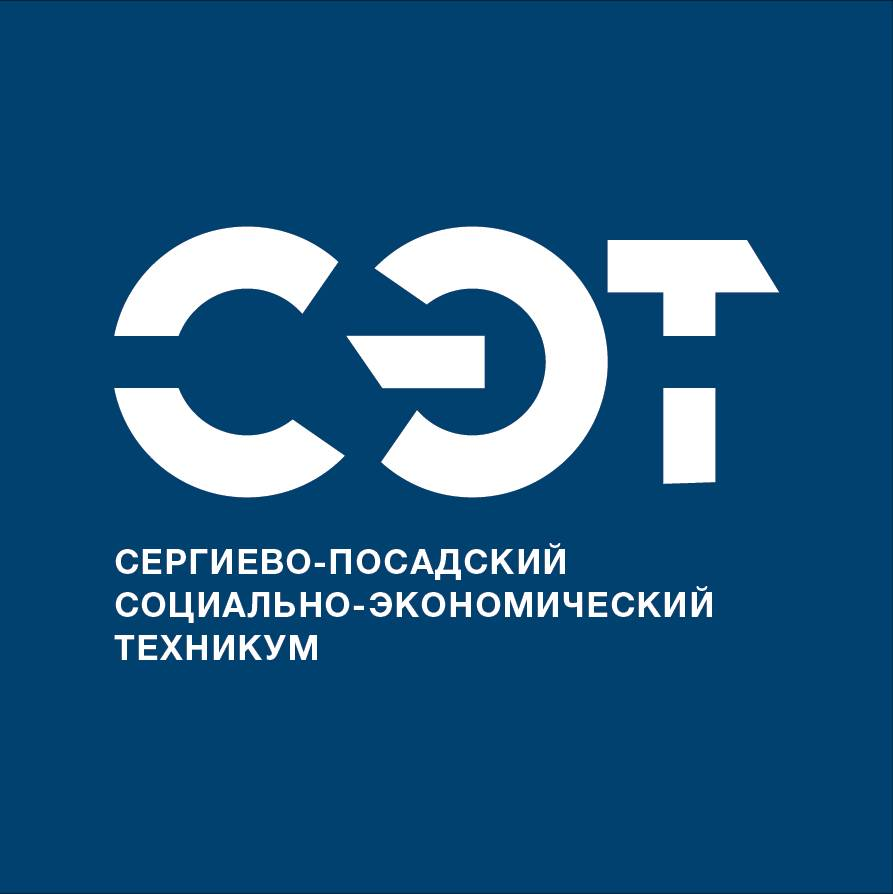 СЭТ
СЕРГИЕВО-ПОСАДСКИЙ
СОЦИАЛЬНО-ЭКОНОМИЧЕСКИЙ
ТЕХНИКУМ